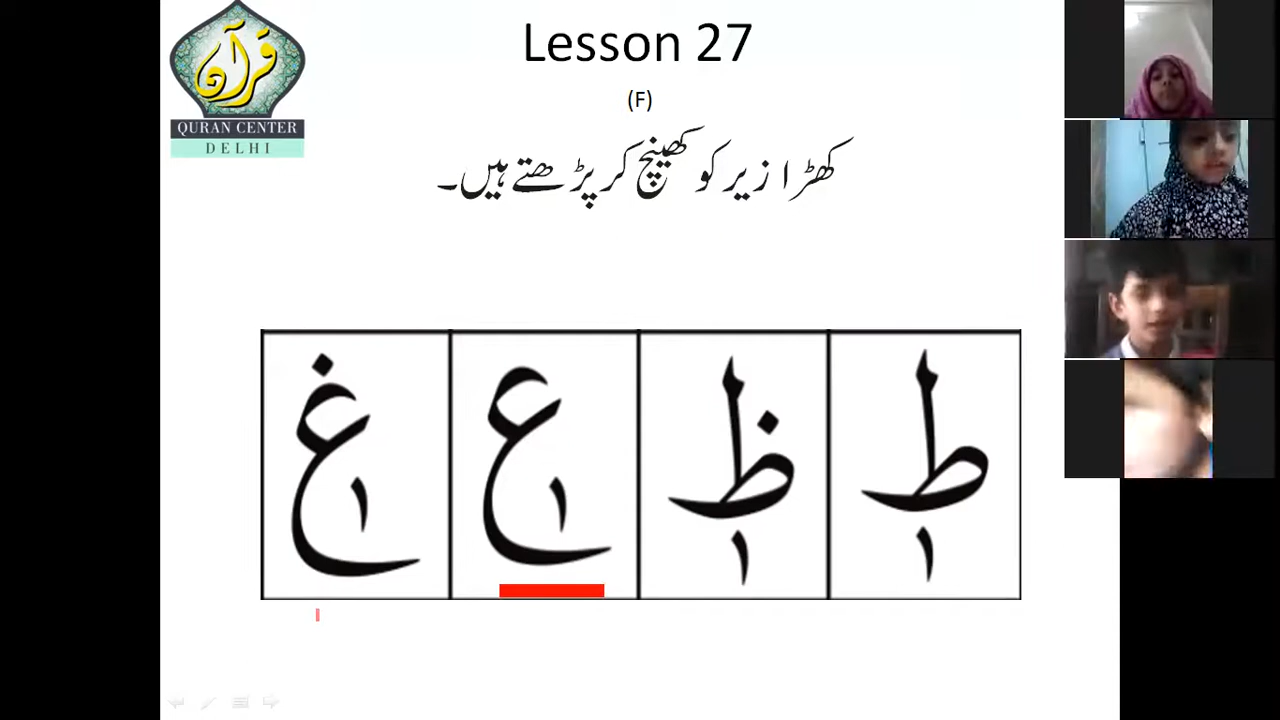 قرآن
QURAN CENTER
DELHI
Lesson 27
(F)
کھڑا زیر کو کھینچ کر پڑھتے ہیں۔
طٖ ظٖ عٖ غٖ